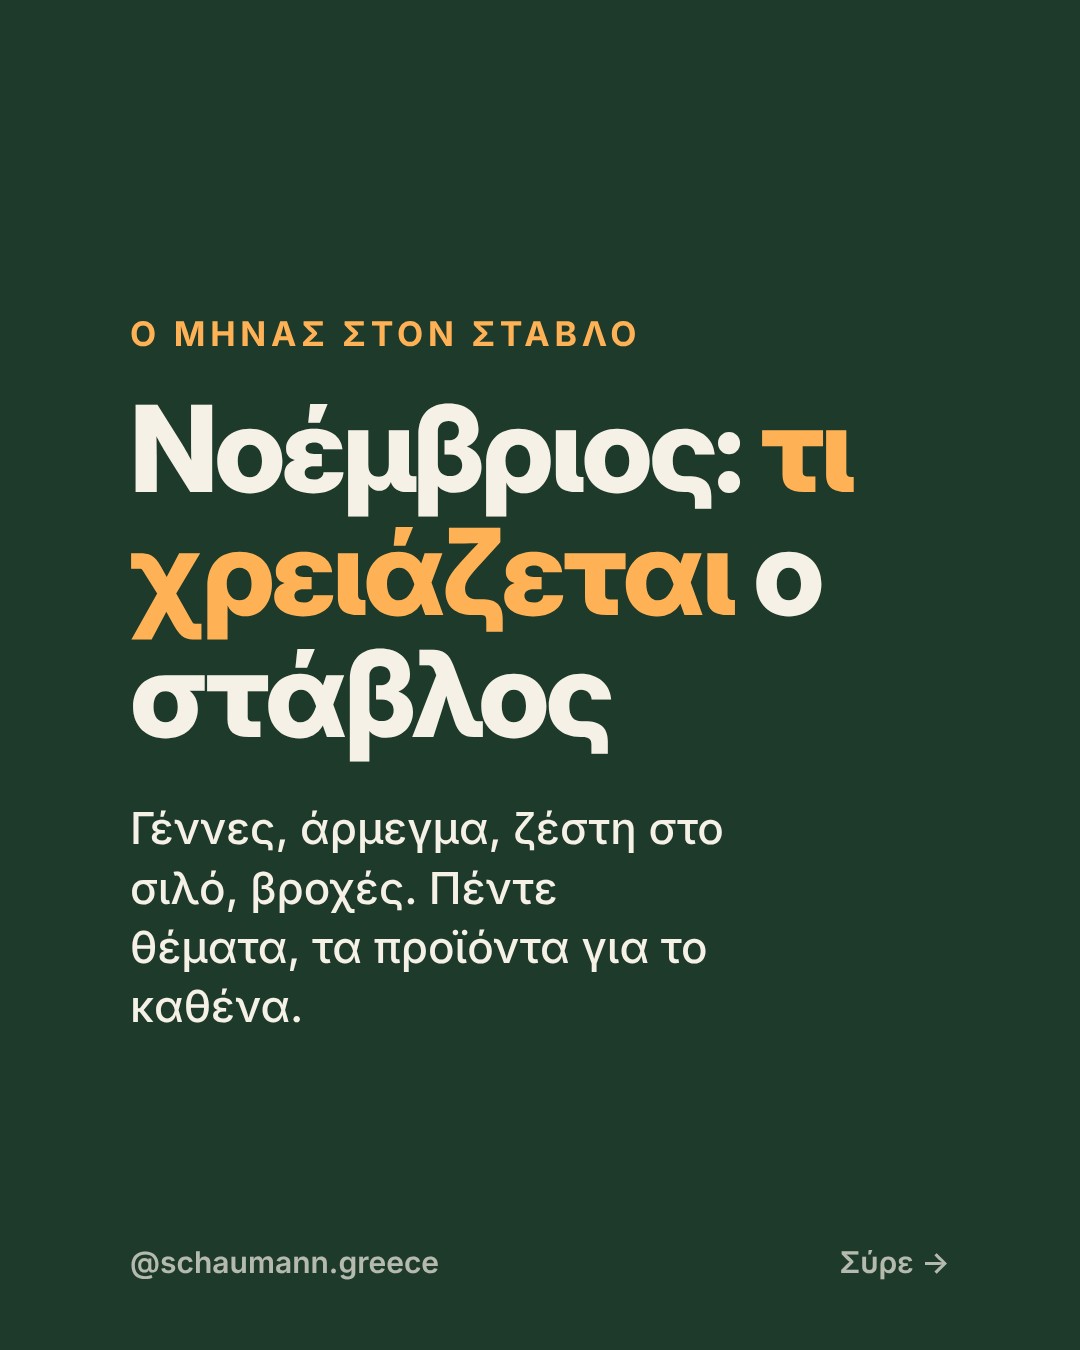 Ο ΜΗΝΑΣ ΣΤΟΝ ΣΤΑΒΛΟ
Νοέμβριος: τι
χρειάζεται ο
στάβλος
Γέννες, άρμεγμα, ζέστη στο
σιλό, βροχές. Πέντε
θέματα, τα προϊόντα για το
καθένα.
@schaumann.greece
Σύρε →